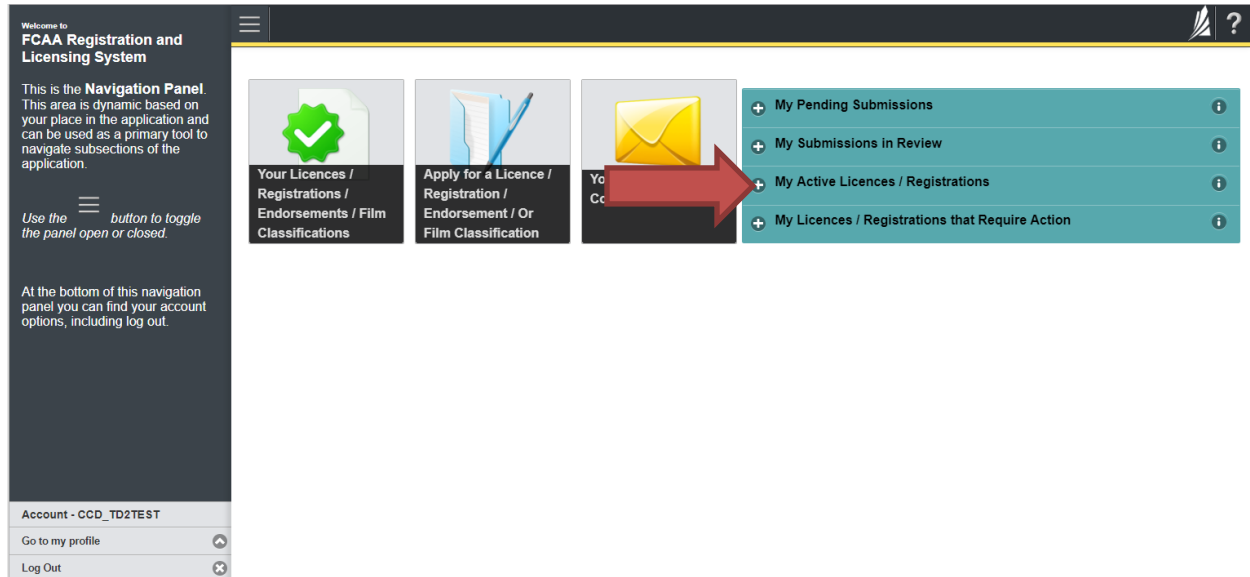 Welcome to
FCAA Registration and
Licensing System
This is the Navigation Panel.
This area is dynamic based on
your place in the application and
can be used as a primary tool to
navigate subsections of the
application.
Use the button to toggle
the panel open or closed.
At the bottom of this navigation
panel you can find your account
options, including log out.
Account - CCD_TD2TEST
Go to my profile
Log Out
?
Your Licences /
Registrations /
Endorsements / Film
Classifications
Apply for a Licence /
Registration /
Endorsement / Or
Film Classification
My Pending Submissions
My Submissions in Review
My Active Licences / Registrations
My Licences / Registrations that Require Action